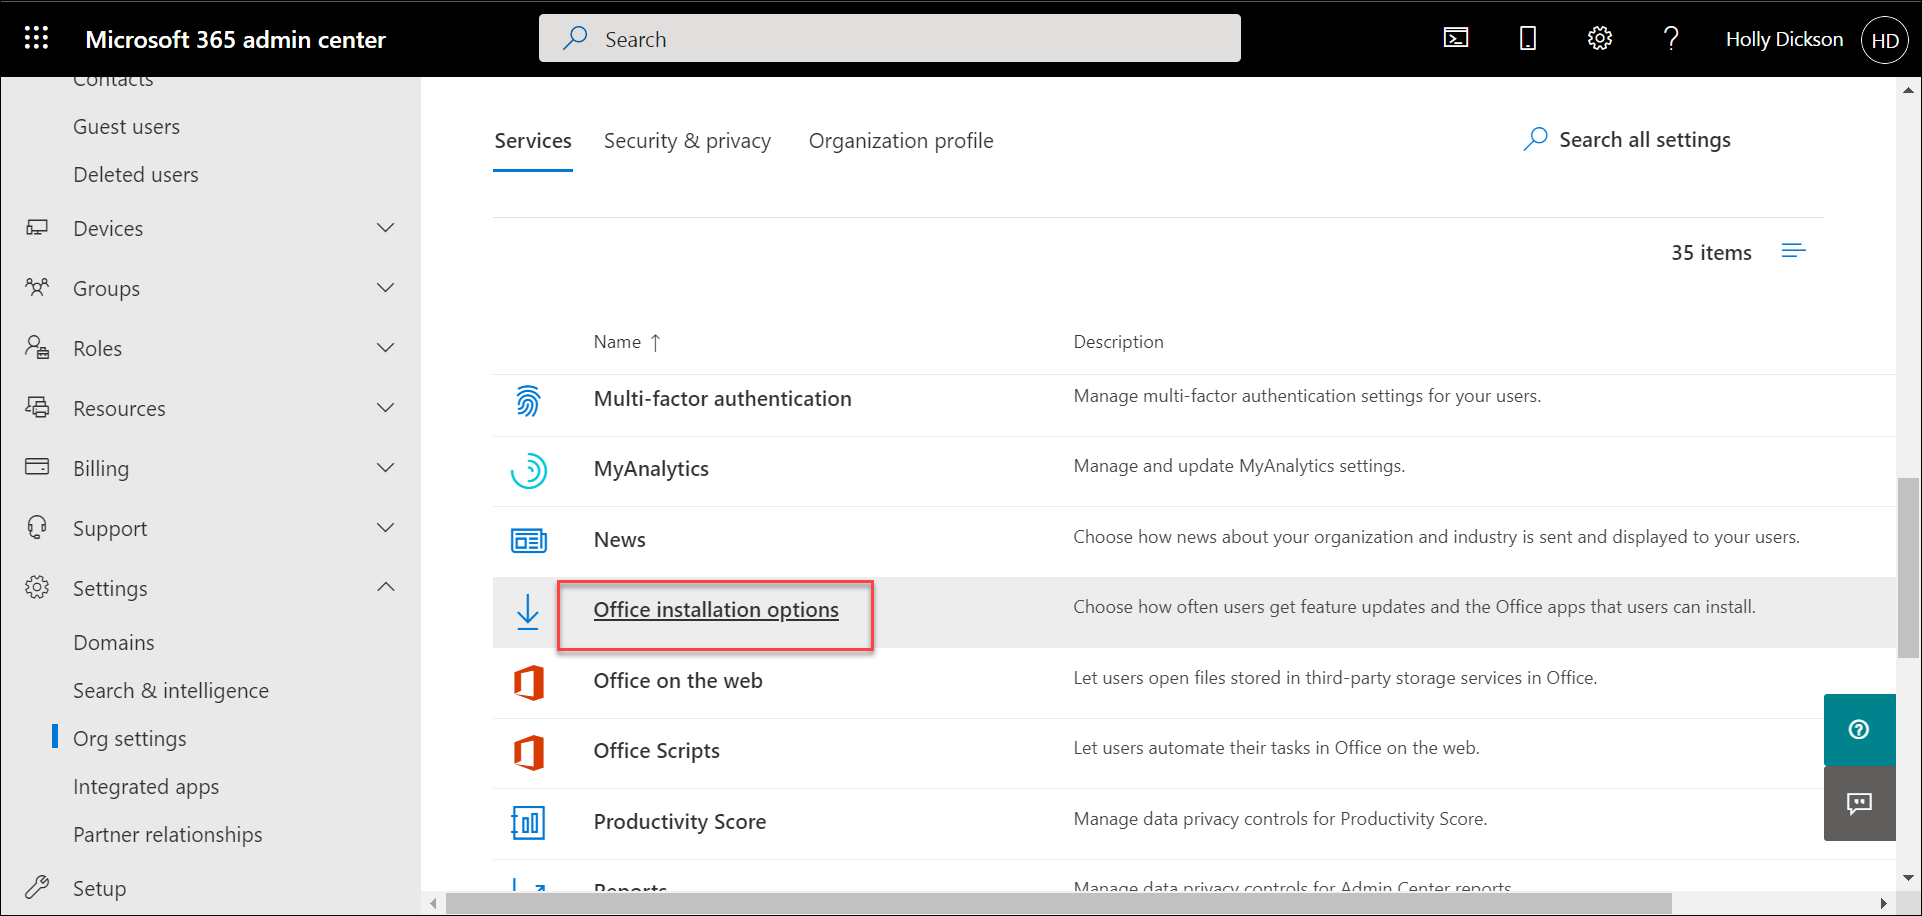 Microsoft 365 admin center
Search
Holly Dickson
HD
Contacts
Guest users
Deleted users
Devices
Groups
Roles
Resources
Billing
Support
Settings
Domains
Search & intelligence
Org settings
Integrated apps
Partner relationships
Setup
Services Security & privacy Organization profile
Search all settings
35 items
Name ↑ Description
Multi-factor authentication Manage multi-factor authentication settings for your users.
MyAnalytics Manage and update MyAnalytics settings.
News Choose how news about your organization and industry is sent and displayed to your users.
Office installation options Choose how often users get feature updates and the Office apps that users can install.
Office on the web Let users open files stored in third-party storage services in Office.
Office Scripts Let users automate their tasks in Office on the web.
Productivity Score Manage data privacy controls for Productivity Score.
Reports Manage data privacy controls for Admin Center reports